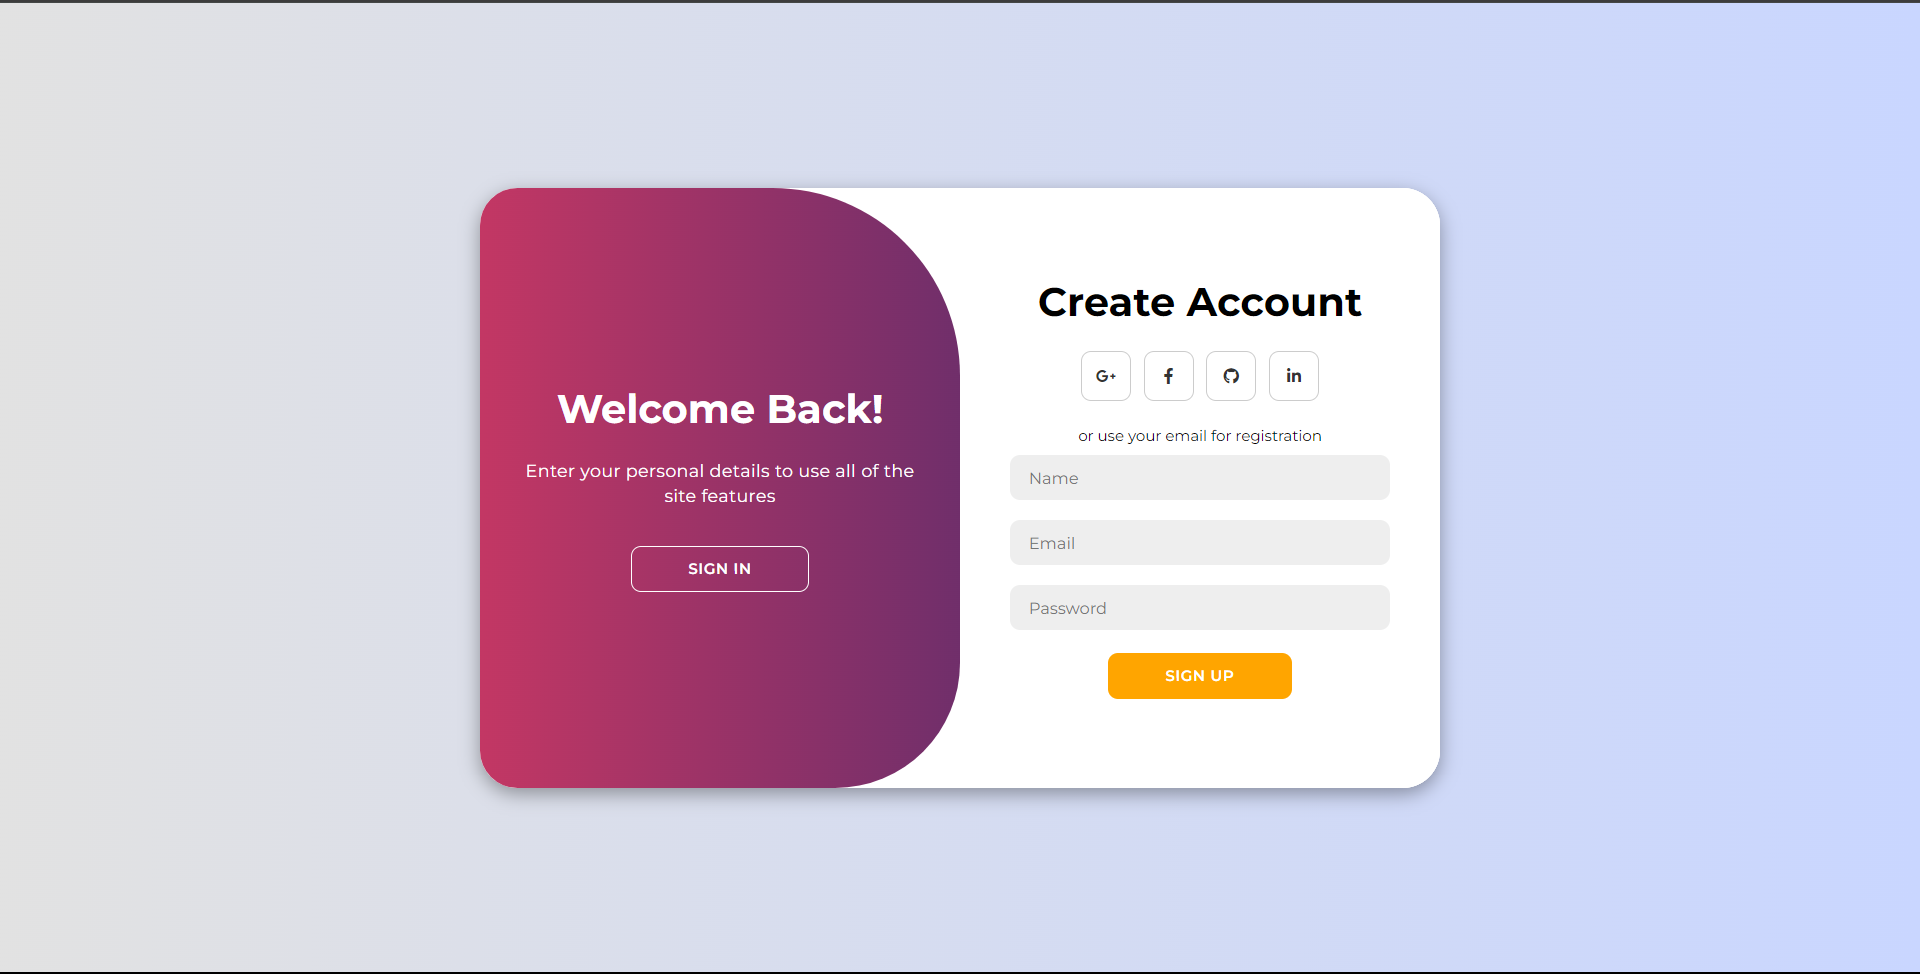 Welcome Back!
Enter your personal details to use all of the
site features
SIGN IN
Create Account
G+
f
in
or use your email for registration
Name
Email
Password
SIGN UP